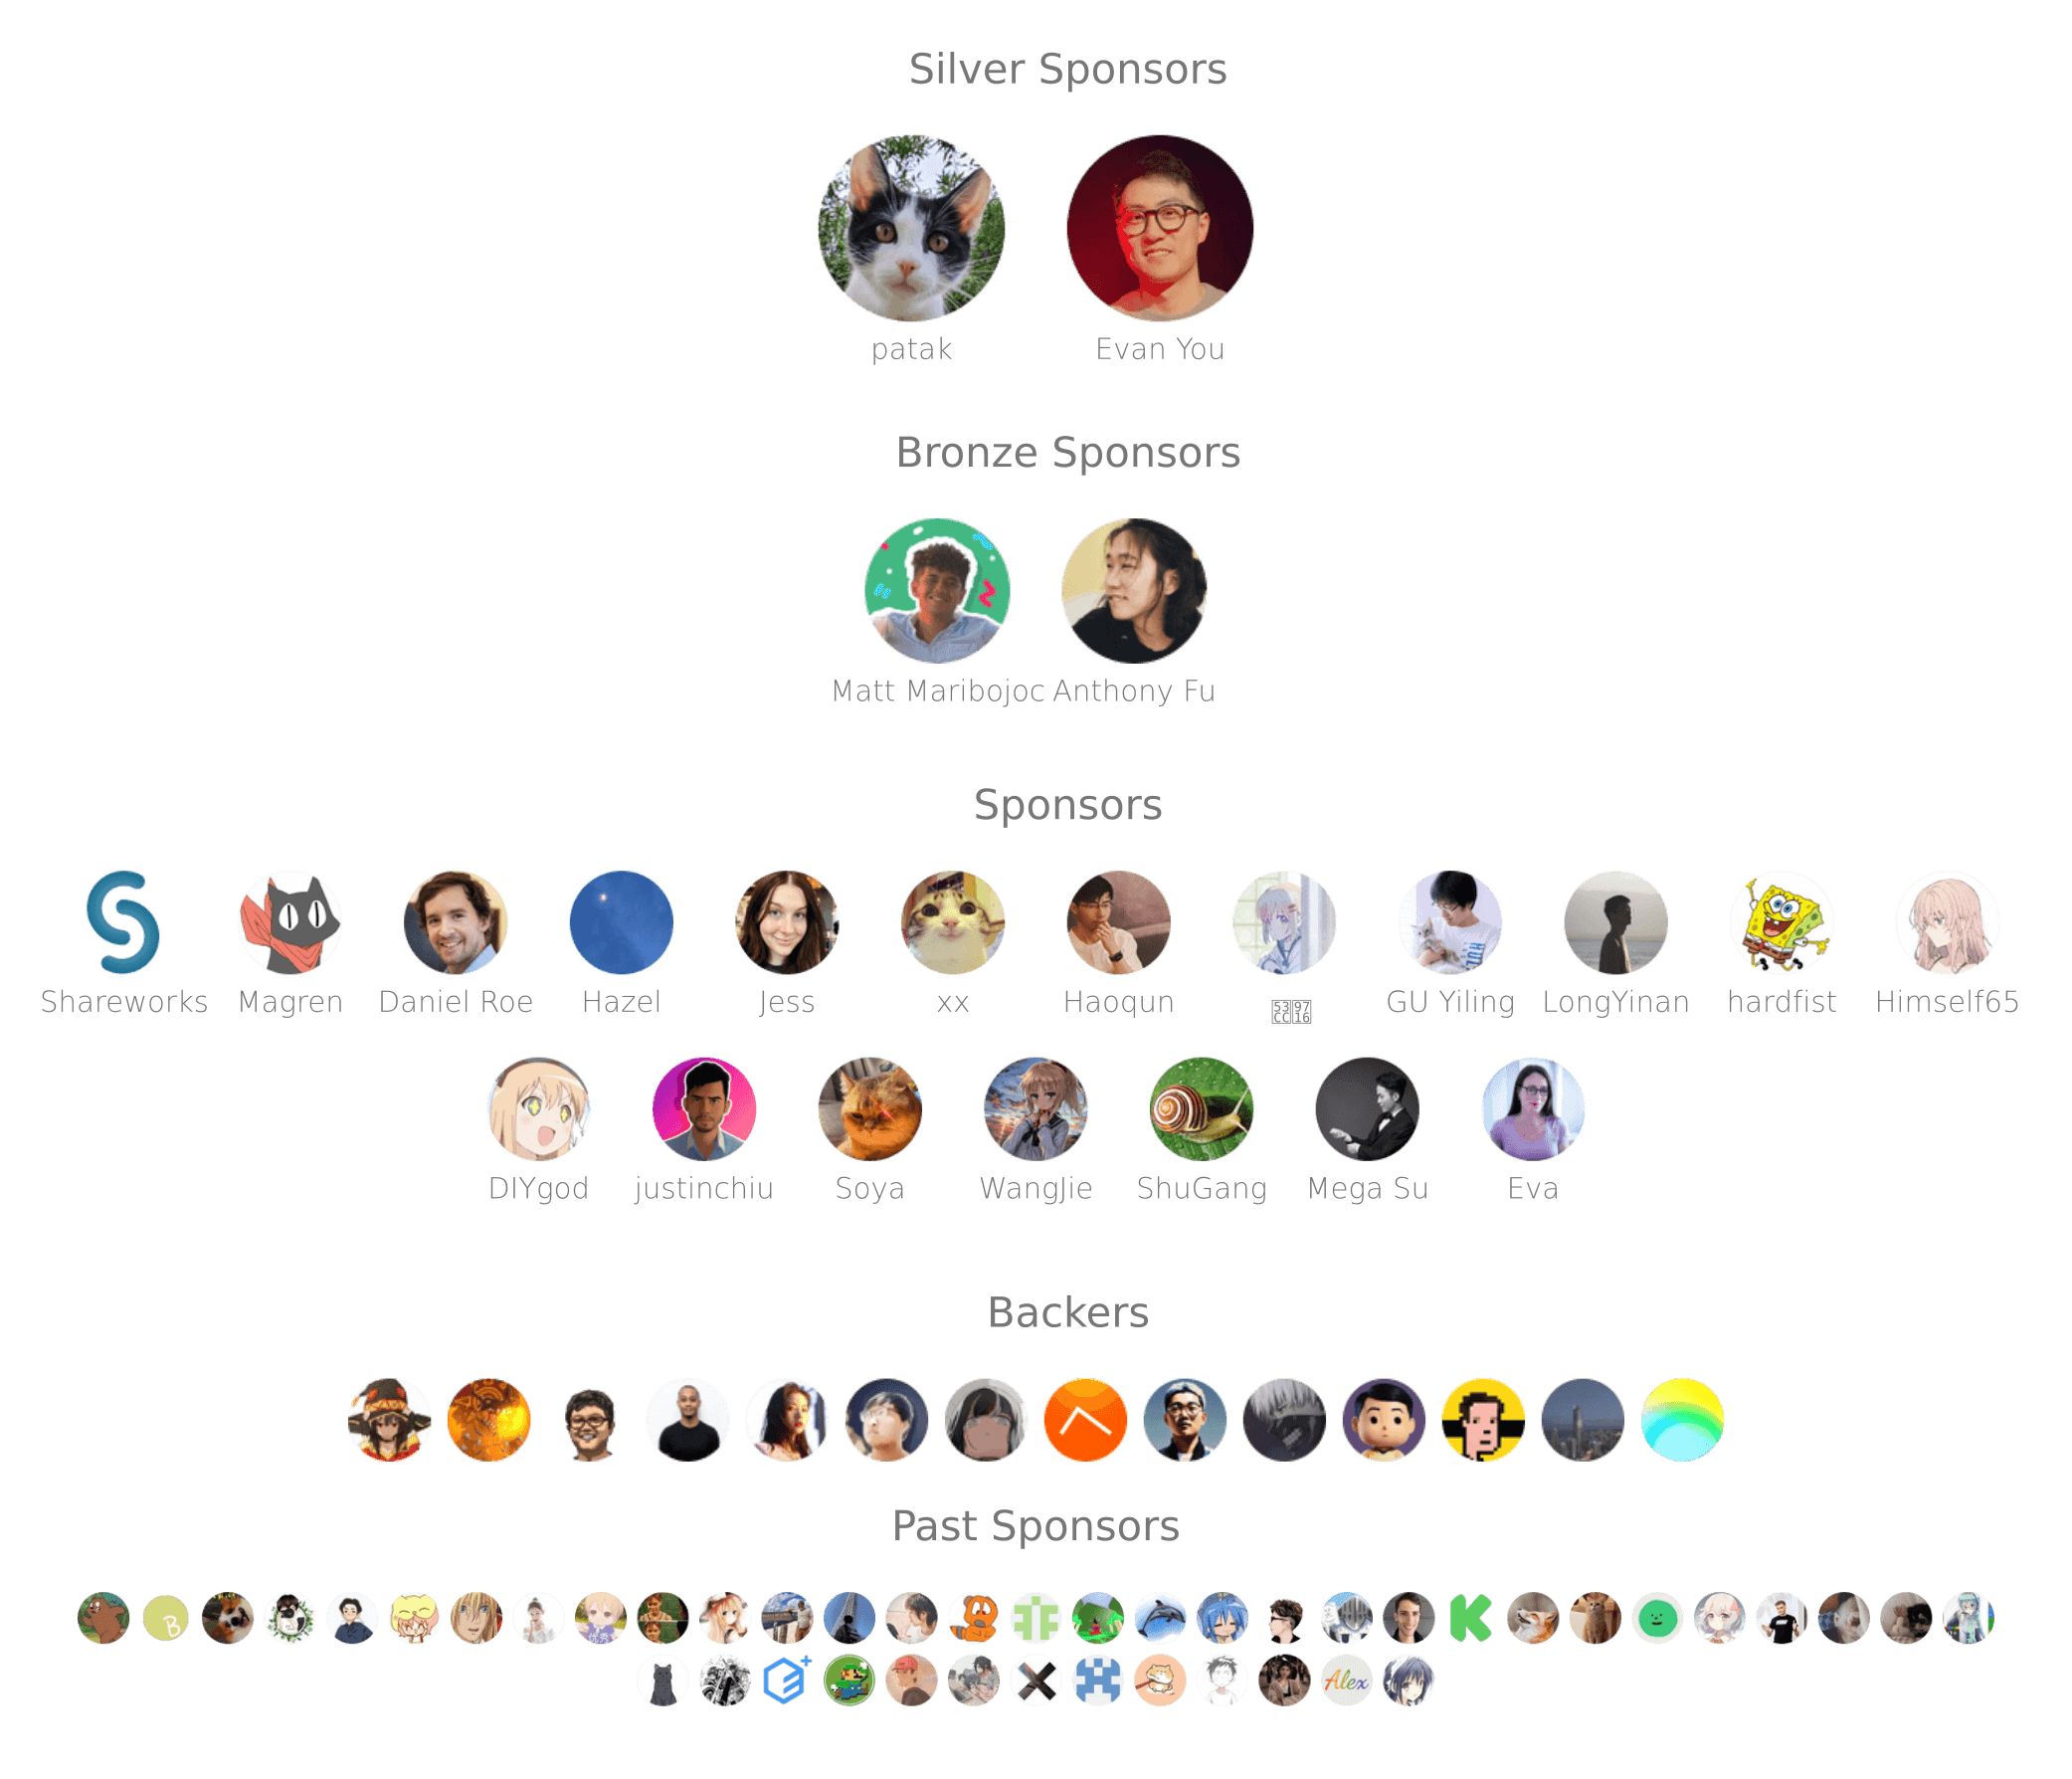 Silver Sponsors
patak
Evan You
Bronze Sponsors
Matt Maribojoc
Anthony Fu
Sponsors
Shareworks
Magren
Daniel Roe
Hazel
Jess
xx
Haoqun
GU Yiling
LongYinan
hardfist
Himself65
DIYgod
justinchiu
Soya
WangJie
ShuGang
Mega Su
Eva
Backers
Past Sponsors
B
K
Alex